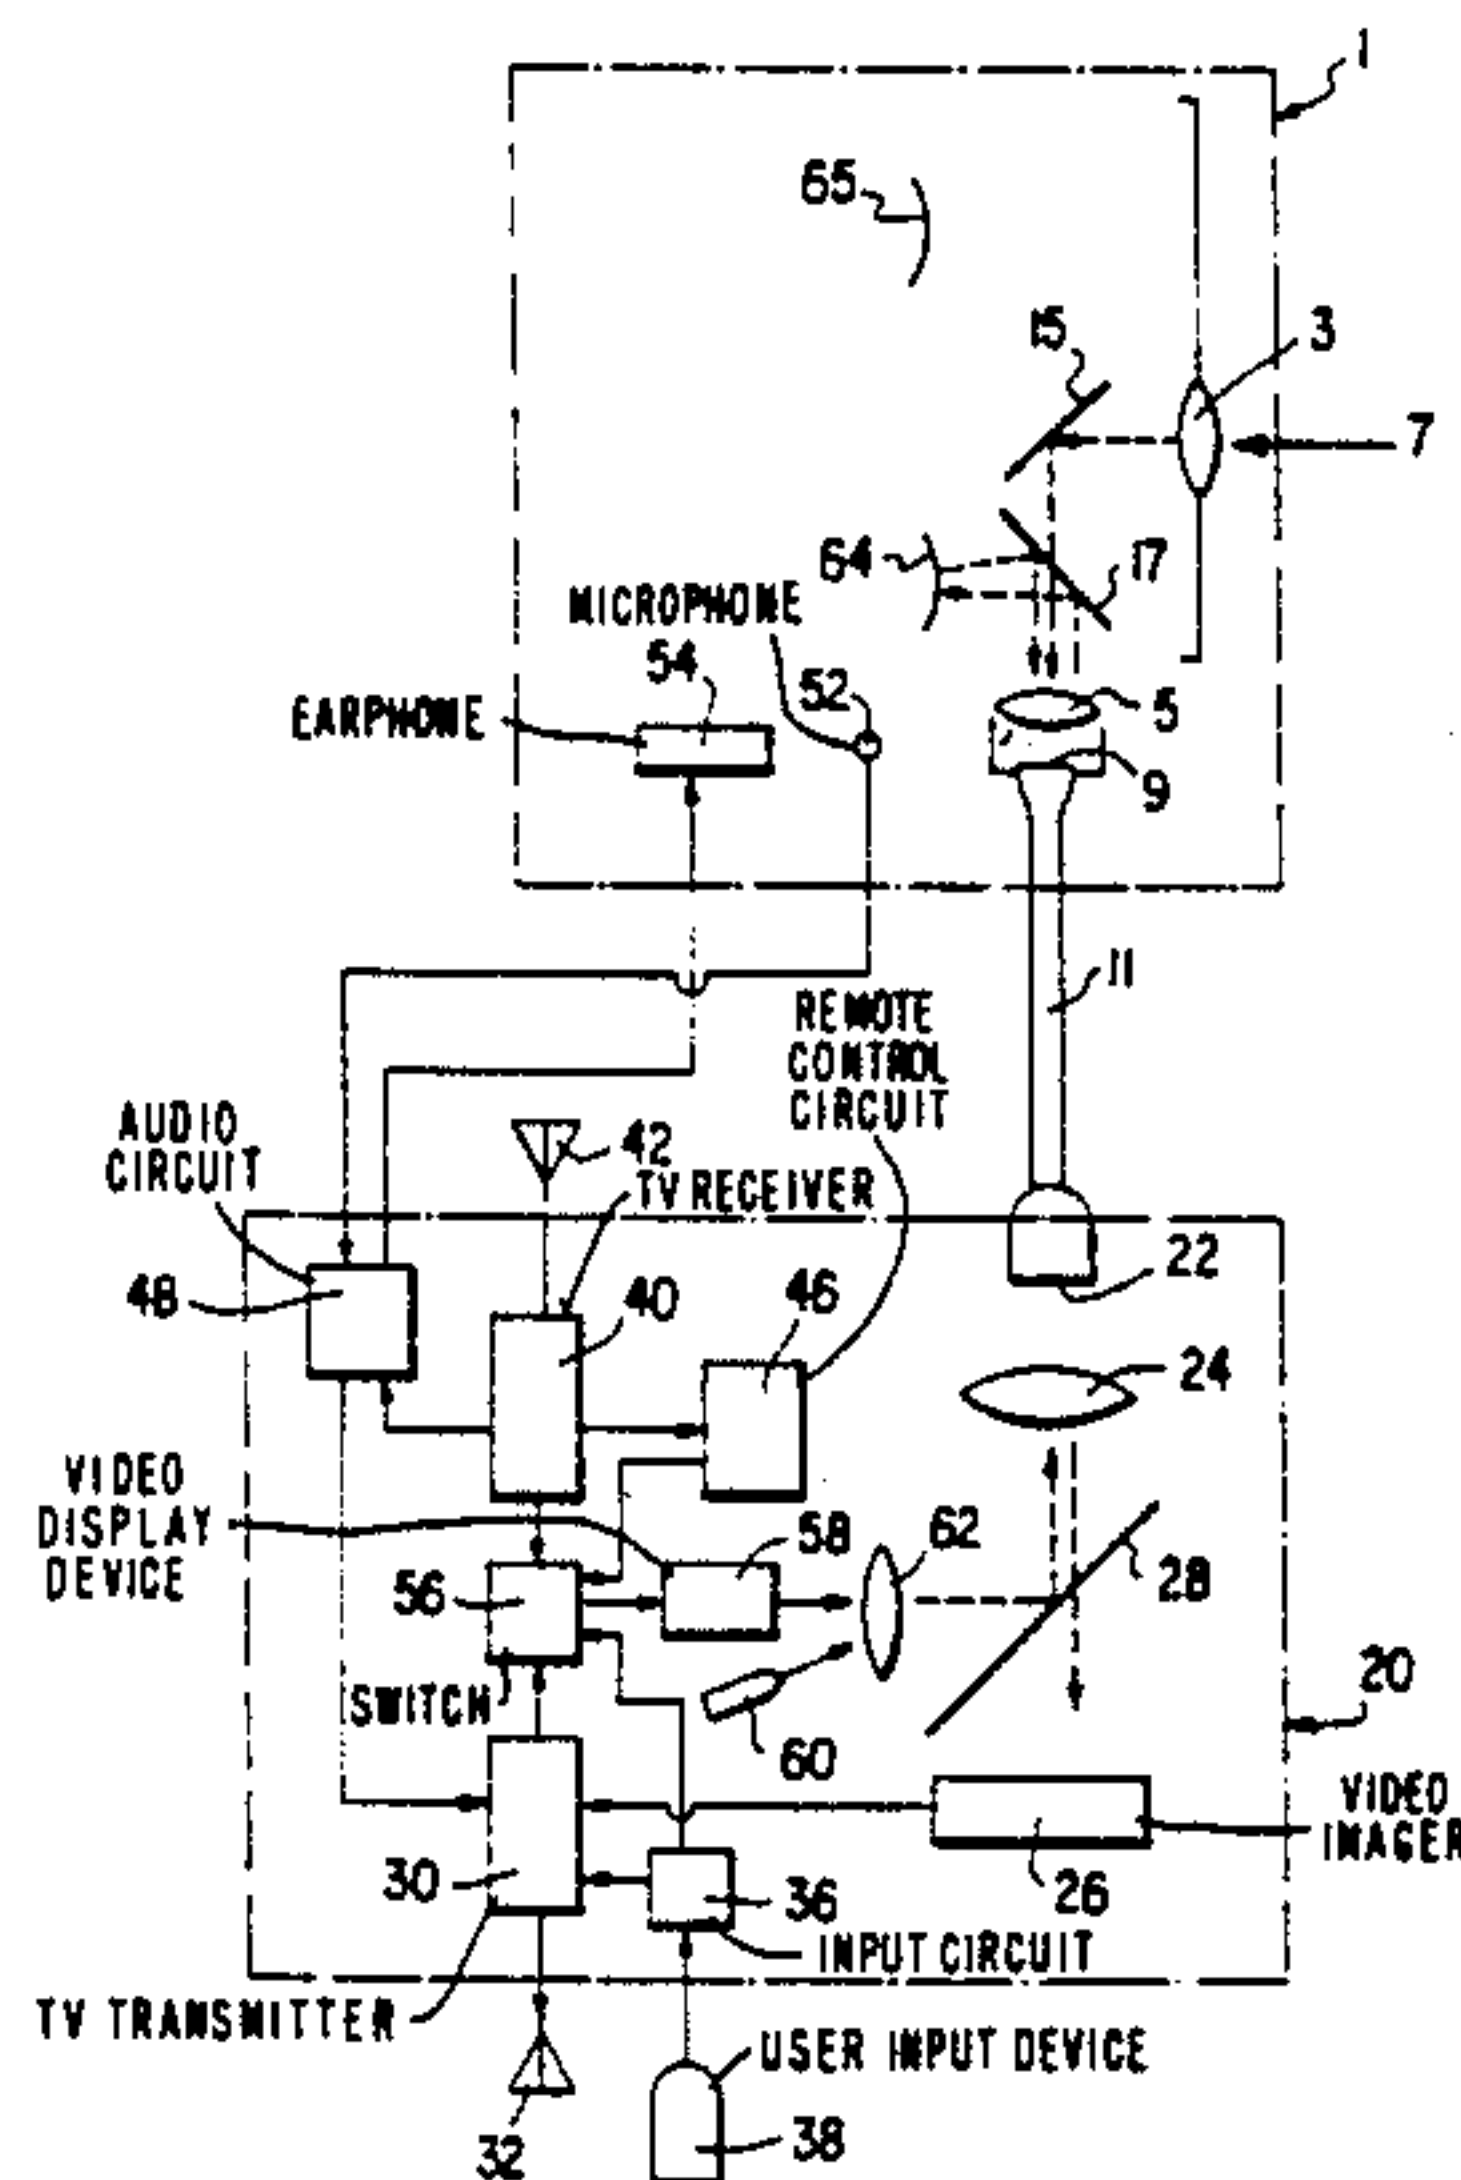 1
65
15
3
7
64
17
MICROPHONE
54
52
EARPHONE
5
9
11
REMOTE
CONTROL
CIRCUIT
AUDIO
CIRCUIT
42
TV RECEIVER
22
48
40
46
24
VIDEO
DISPLAY
DEVICE
58
62
28
56
SWITCH
20
60
VIDEO
IMAGER
30
36
26
INPUT CIRCUIT
TV TRANSMITTER
USER INPUT DEVICE
32
38